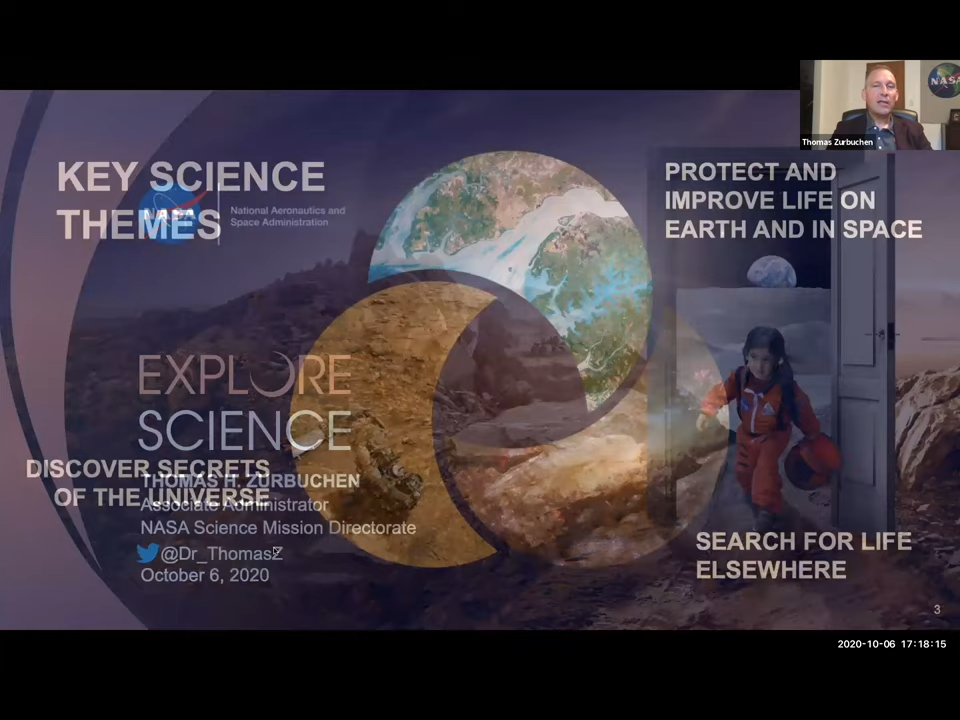 Thomas Zurbuchen
NASA
KEY SCIENCE
THEMES
NASA
National Aeronautics and
Space Administration
PROTECT AND
IMPROVE LIFE ON
EARTH AND IN SPACE
EXPLORE
SCIENCE
DISCOVER SECRETS
OF THE UNIVERSE
THOMAS H. ZURBUCHEN
Associate Administrator
NASA Science Mission Directorate
@Dr_ThomasZ
October 6, 2020
SEARCH FOR LIFE
ELSEWHERE
3
2020-10-06 17:18:15